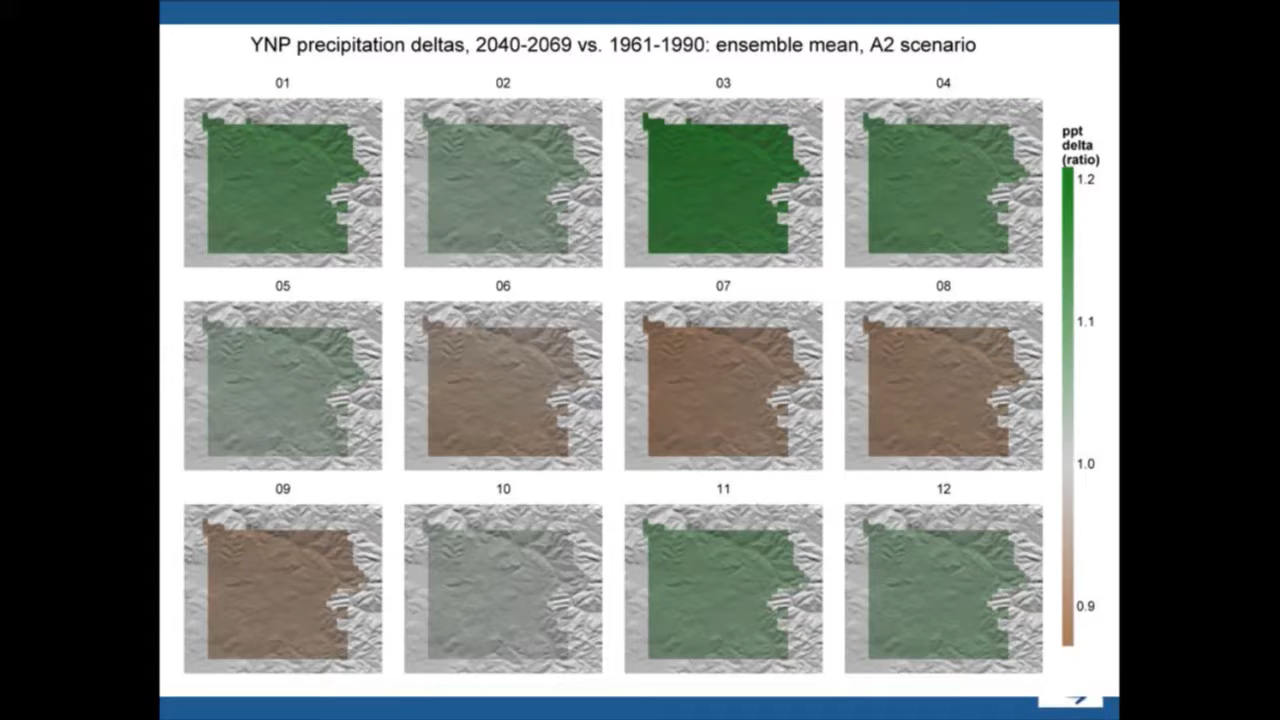 YNP precipitation deltas, 2040-2069 vs. 1961-1990: ensemble mean, A2 scenario
01 02 03 04
ppt
delta
(ratio)
1.2
05 06 07 08
1.1
1.0
09 10 11 12
0.9